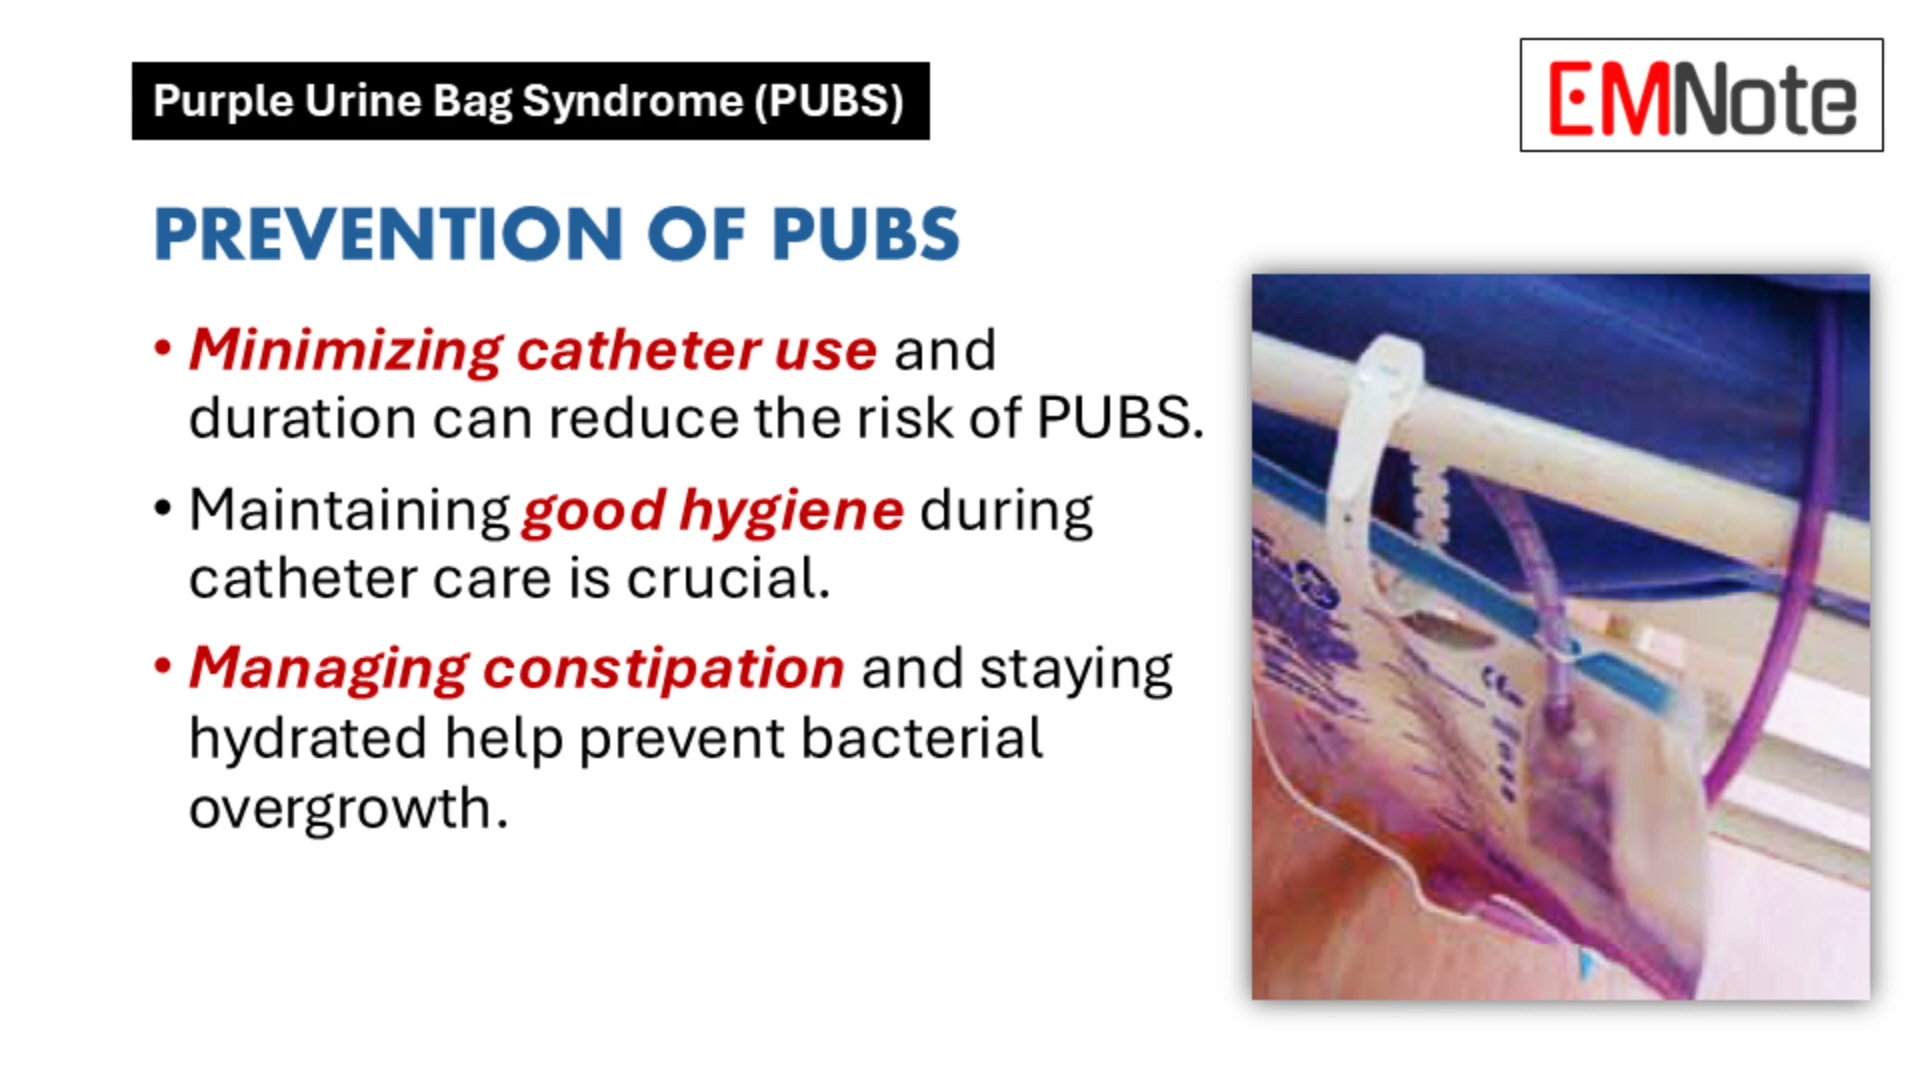 Purple Urine Bag Syndrome (PUBS)
EMNote
PREVENTION OF PUBS
• Minimizing catheter use and
duration can reduce the risk of PUBS.
• Maintaining good hygiene during
catheter care is crucial.
• Managing constipation and staying
hydrated help prevent bacterial
overgrowth.